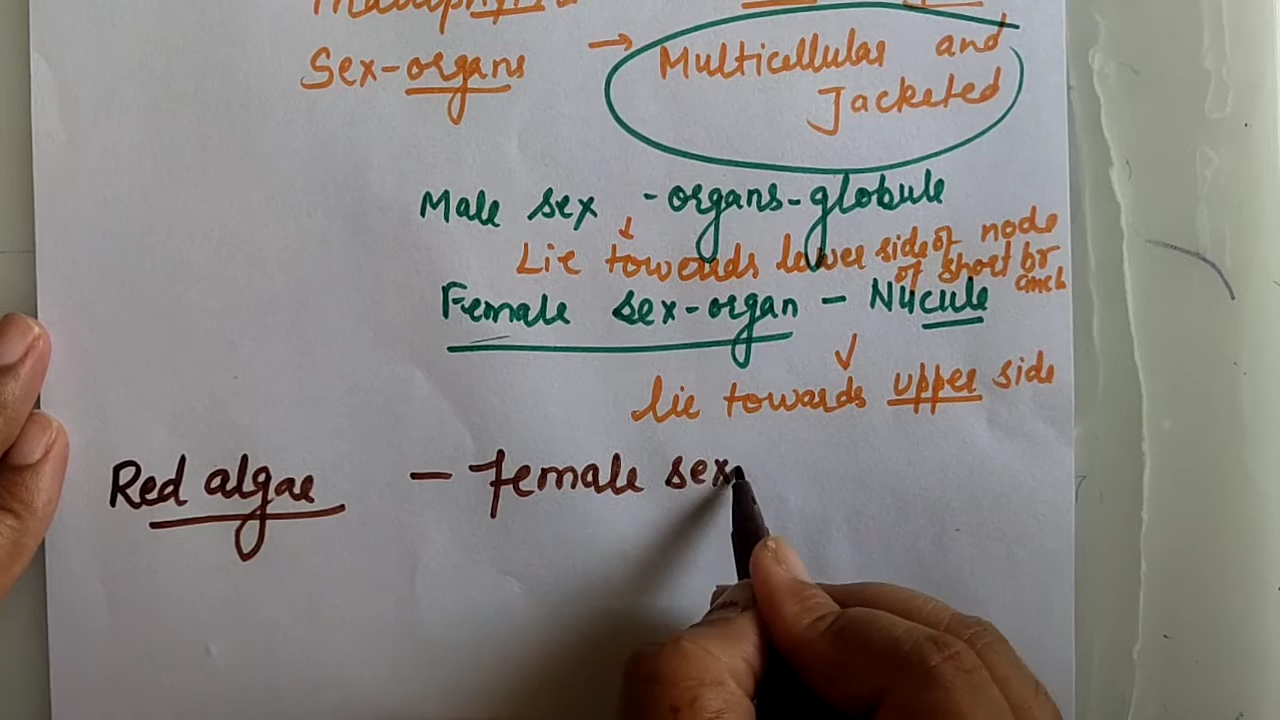 Sex-organs → Multicellular and
Jacketed
Male sex - organs - globule
Lie towards lower side of node
of short br
anch
Female sex-organ - Nucule
lie towards upper side
Red algae - female sex